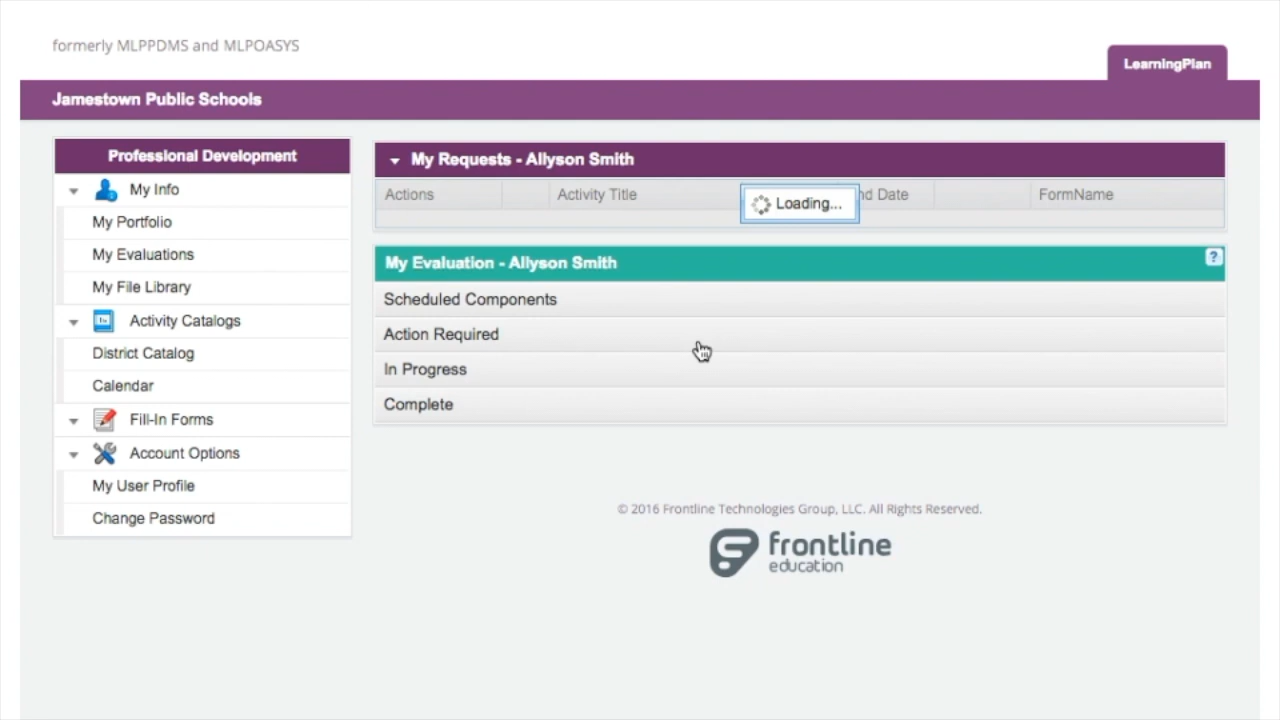 formerly MLPPDMS and MLPOASYS
LearningPlan
Jamestown Public Schools
Professional Development
My Info
My Portfolio
My Evaluations
My File Library
Activity Catalogs
District Catalog
Calendar
Fill-In Forms
Account Options
My User Profile
Change Password
My Requests - Allyson Smith
Actions Activity Title nd Date FormName
Loading...
My Evaluation - Allyson Smith ?
Scheduled Components
Action Required
In Progress
Complete
© 2016 Frontline Technologies Group, LLC. All Rights Reserved.
frontline
education